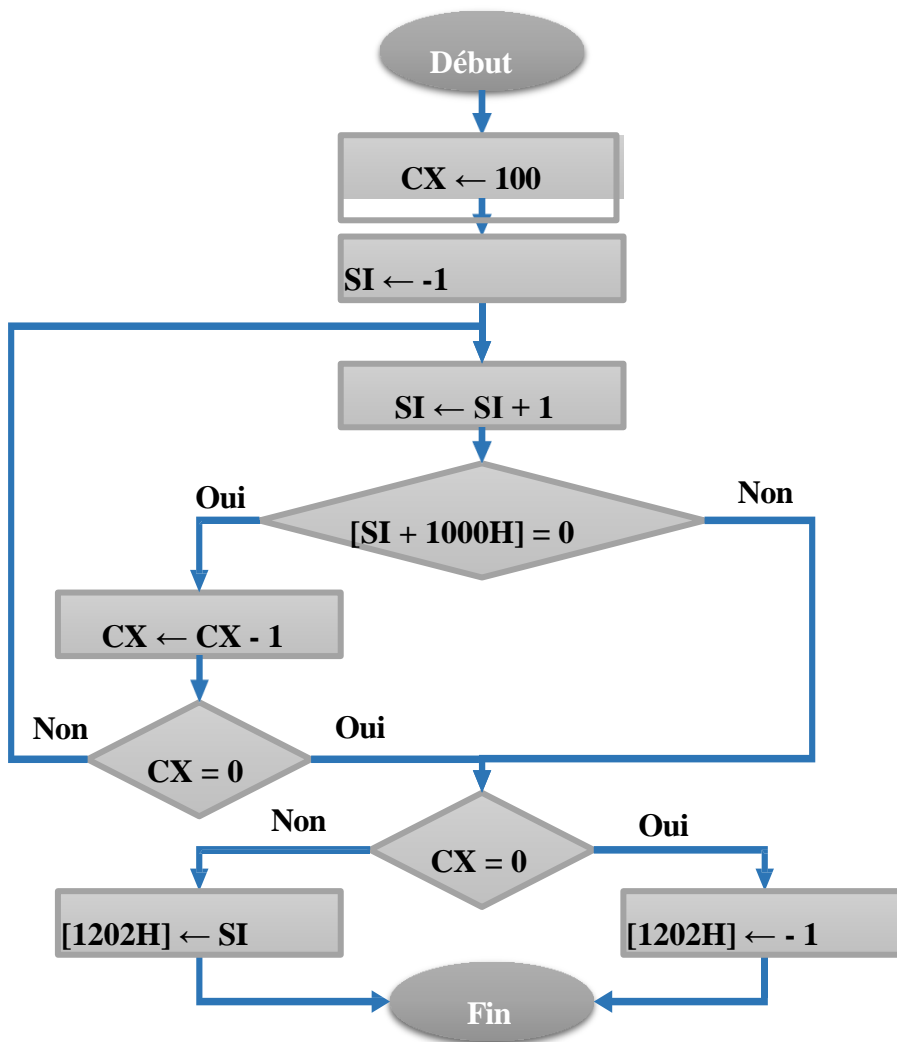 Début
CX ← 100
SI ← -1
SI ← SI + 1
Oui
Non
[SI + 1000H] = 0
CX ← CX - 1
Non
Oui
CX = 0
Non
Oui
CX = 0
[1202H] ← SI
[1202H] ← - 1
Fin